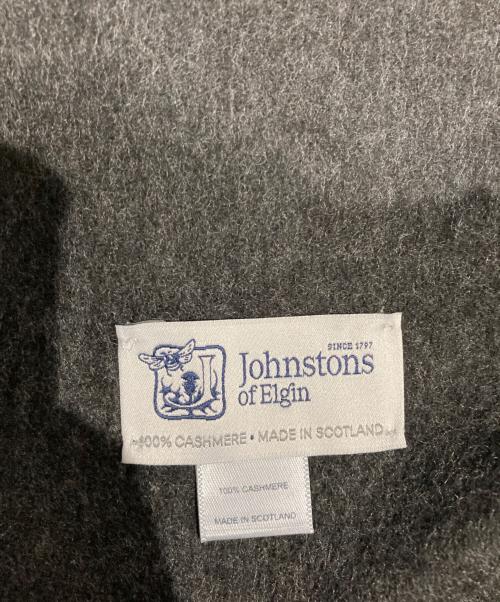 SINCE 1797
Johnstons
of Elgin
100% CASHMERE • MADE IN SCOTLAND
100% CASHMERE
MADE IN SCOTLAND